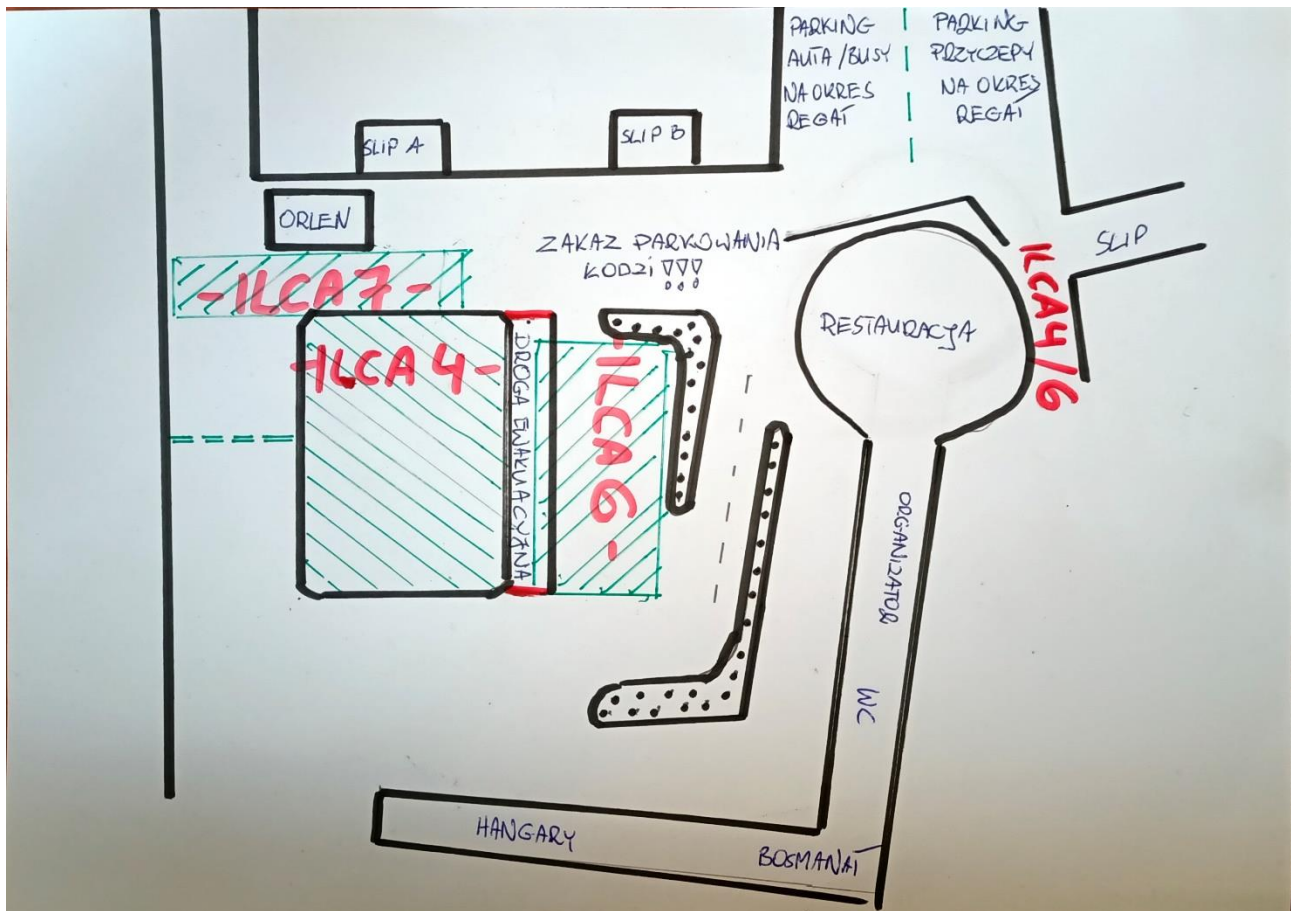 PARKING
AUTA/BUSY
NA OKRES
REGAT
PARKING
PRZYCZEPY
NA OKRES
REGAT
SLIP A
SLIP B
ORLEN
ZAKAZ PARKOWANIA
ŁODZI !!!
SLIP
-ILCA 7-
RESTAURACJA
ILCA 4/6
-ILCA 4-
DROGA EWAKUACYJNA
-ILCA 6-
ORGANIZATOR
WC
HANGARY
BOSMANAT